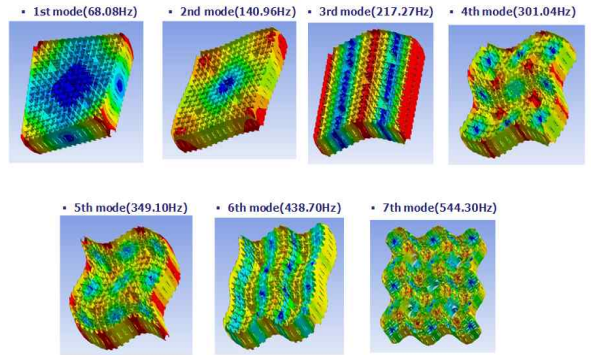 ▪ 1st mode(68.08Hz)
▪ 2nd mode(140.96Hz)
▪ 3rd mode(217.27Hz)
▪ 4th mode(301.04Hz)
▪ 5th mode(349.10Hz)
▪ 6th mode(438.70Hz)
▪ 7th mode(544.30Hz)